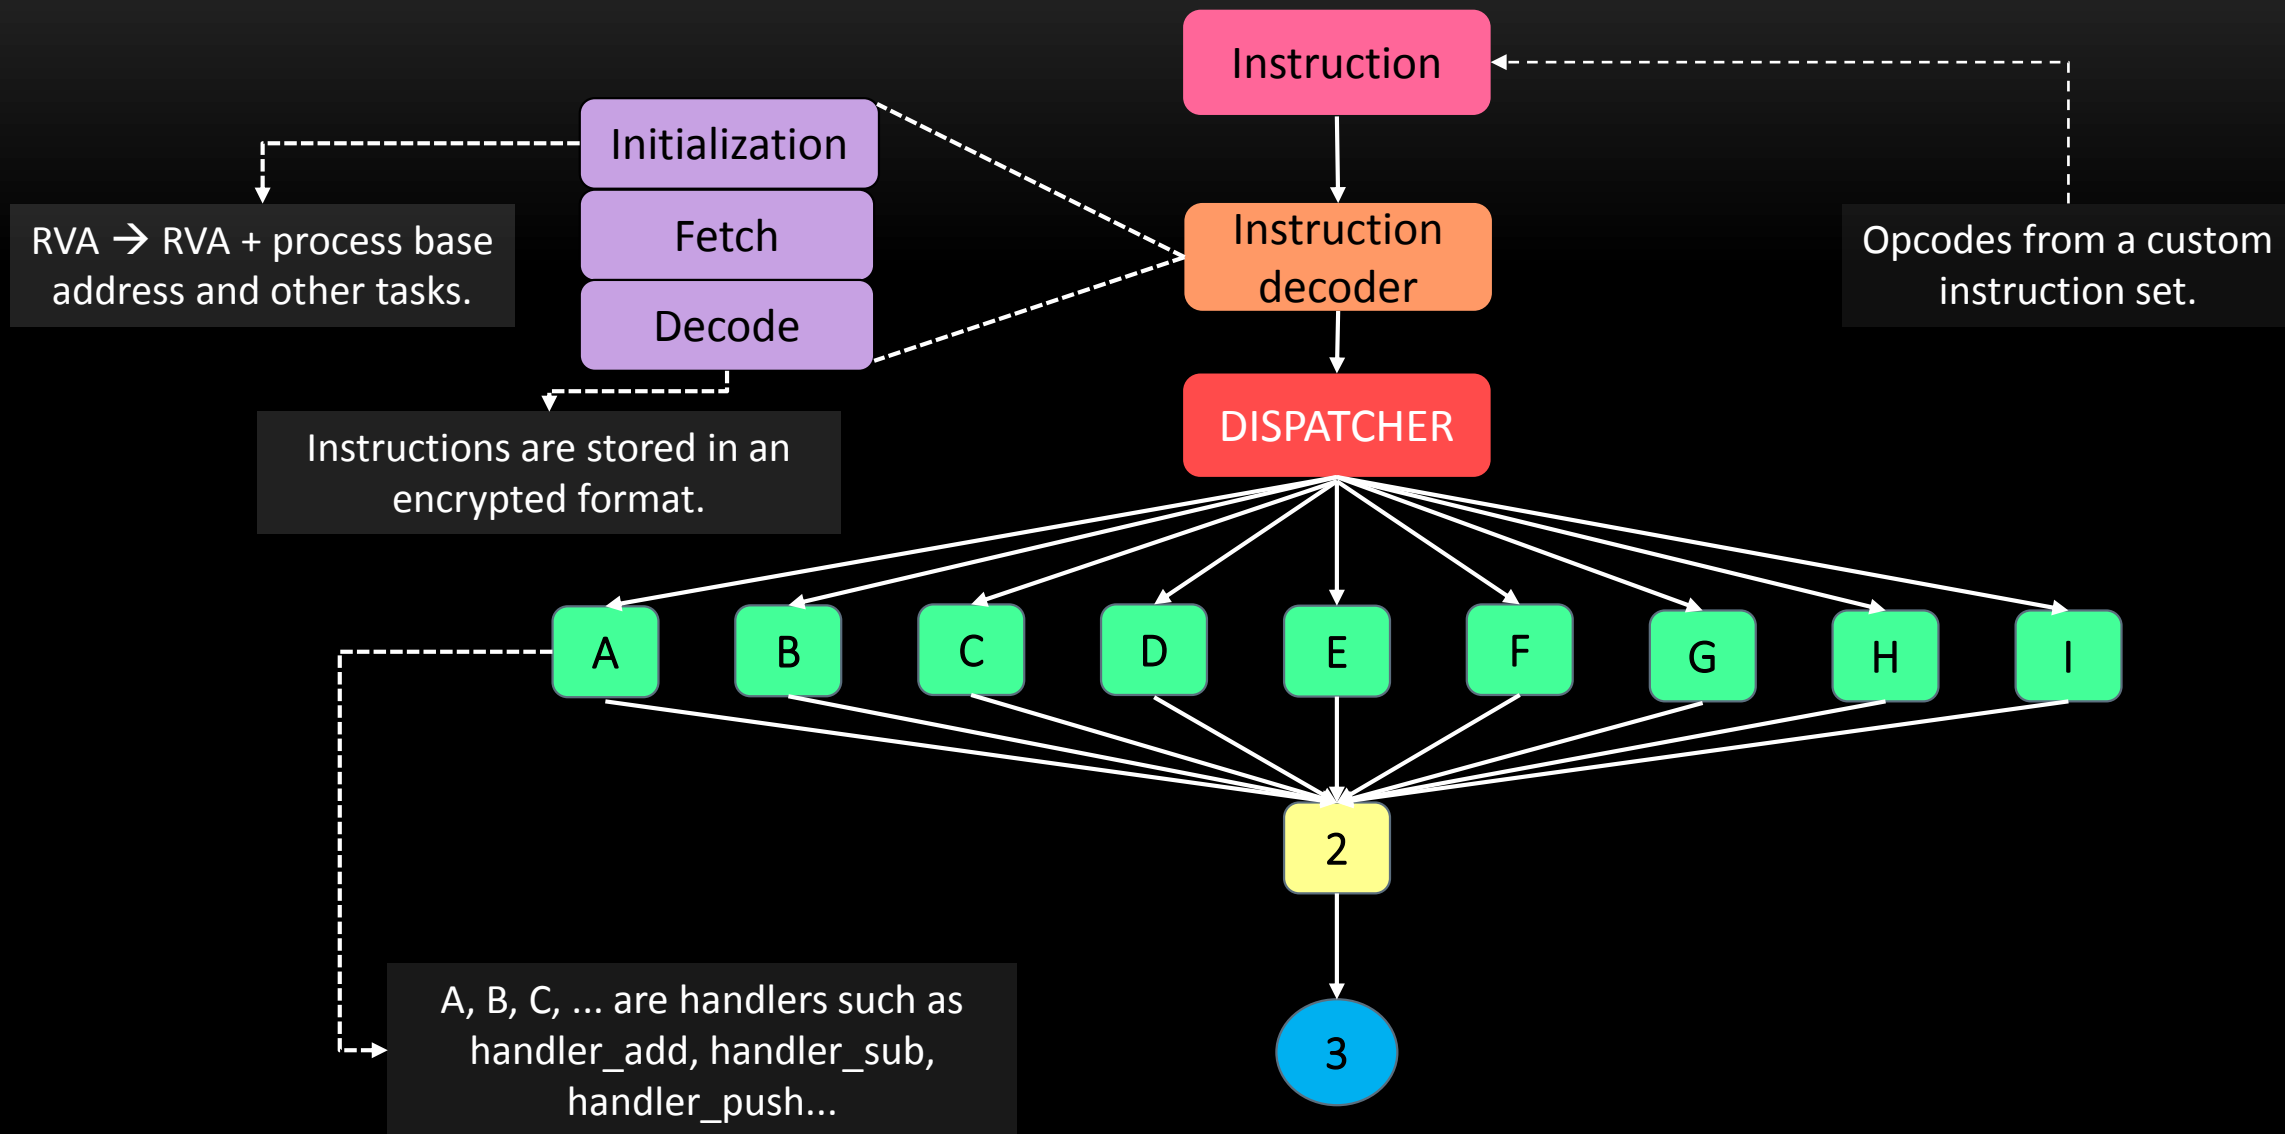 Instruction
Initialization
RVA → RVA + process base
address and other tasks.
Fetch
Decode
Instruction
decoder
Opcodes from a custom
instruction set.
DISPATCHER
Instructions are stored in an
encrypted format.
A
B
C
D
E
F
G
H
I
2
A, B, C, ... are handlers such as
handler_add, handler_sub,
handler_push...
3